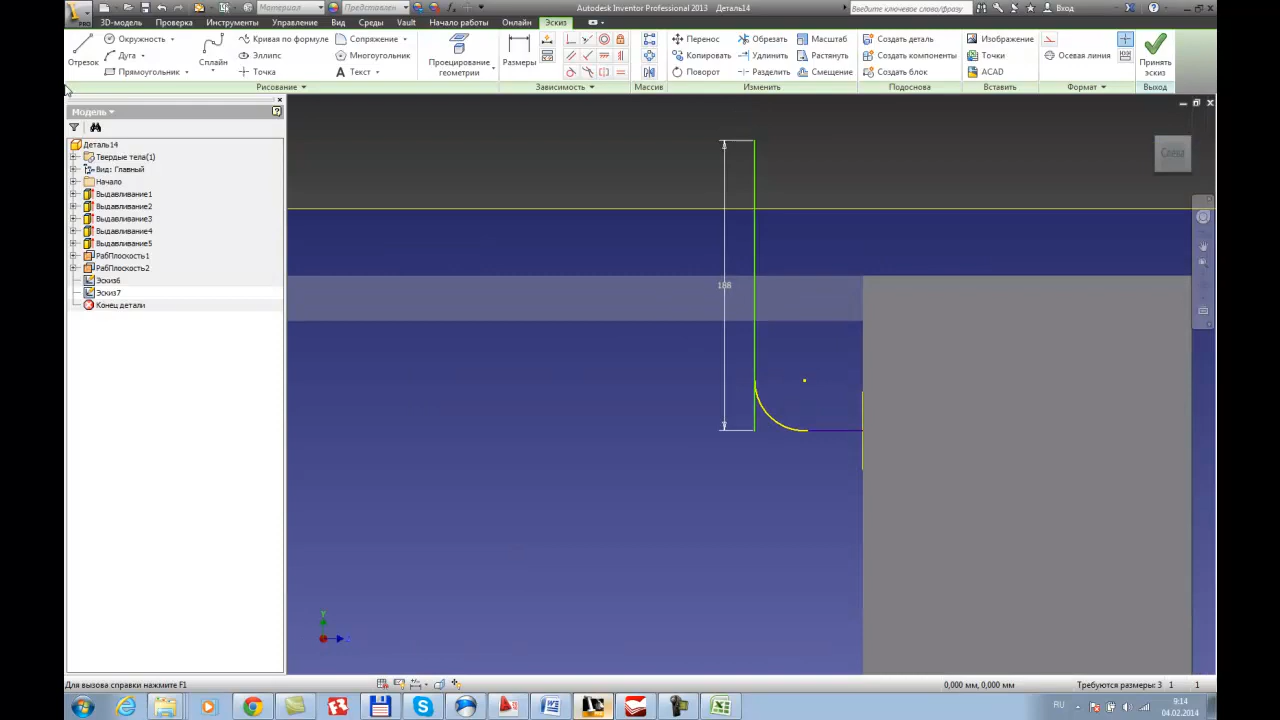 PRO
Материал
Представлен
Autodesk Inventor Professional 2013 Деталь14
Введите ключевое слово/фразу
Вход
3D-модель
Проверка
Инструменты
Управление
Вид
Среды
Vault
Начало работы
Онлайн
Эскиз
Отрезок
Окружность
Дуга
Прямоугольник
Сплайн
Кривая по формуле
Эллипс
Точка
Сопряжение
Многоугольник
Текст
Рисование
Проецирование геометрии
Размеры
Зависимость
Массив
Перенос
Копировать
Поворот
Обрезать
Удлинить
Разделить
Масштаб
Растянуть
Смещение
Изменить
Создать деталь
Создать компоненты
Создать блок
Подоснова
Изображение
Точки
ACAD
Вставить
Осевая линия
Формат
Принять эскиз
Выход
Модель
Деталь14
Твердые тела(1)
Вид: Главный
Начало
Выдавливание1
Выдавливание2
Выдавливание3
Выдавливание4
Выдавливание5
РабПлоскость1
РабПлоскость2
Эскиз6
Эскиз7
Конец детали
188
Слева
Y
Для вызова справки нажмите F1
0,000 мм, 0,000 мм
Требуются размеры: 3
1
1
RU
9:14
04.02.2014